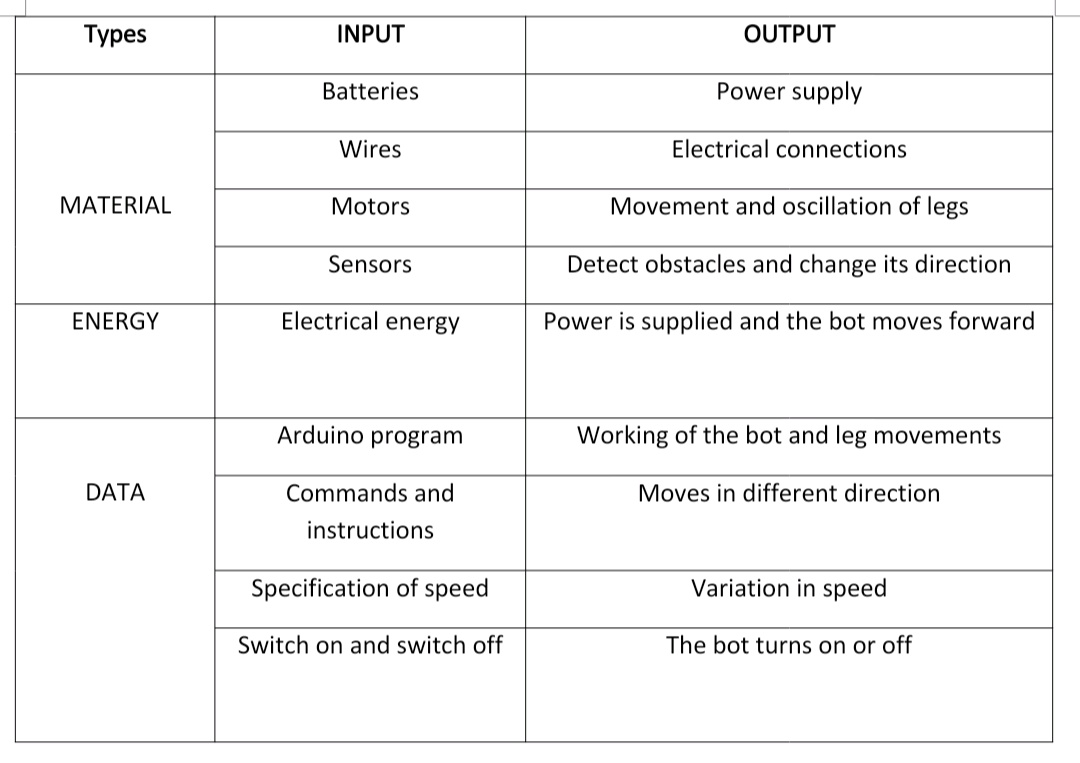 Types INPUT OUTPUT
Batteries Power supply
Wires Electrical connections
MATERIAL Motors Movement and oscillation of legs
Sensors Detect obstacles and change its direction
ENERGY Electrical energy Power is supplied and the bot moves forward
Arduino program Working of the bot and leg movements
DATA Commands and Moves in different direction
instructions
Specification of speed Variation in speed
Switch on and switch off The bot turns on or off